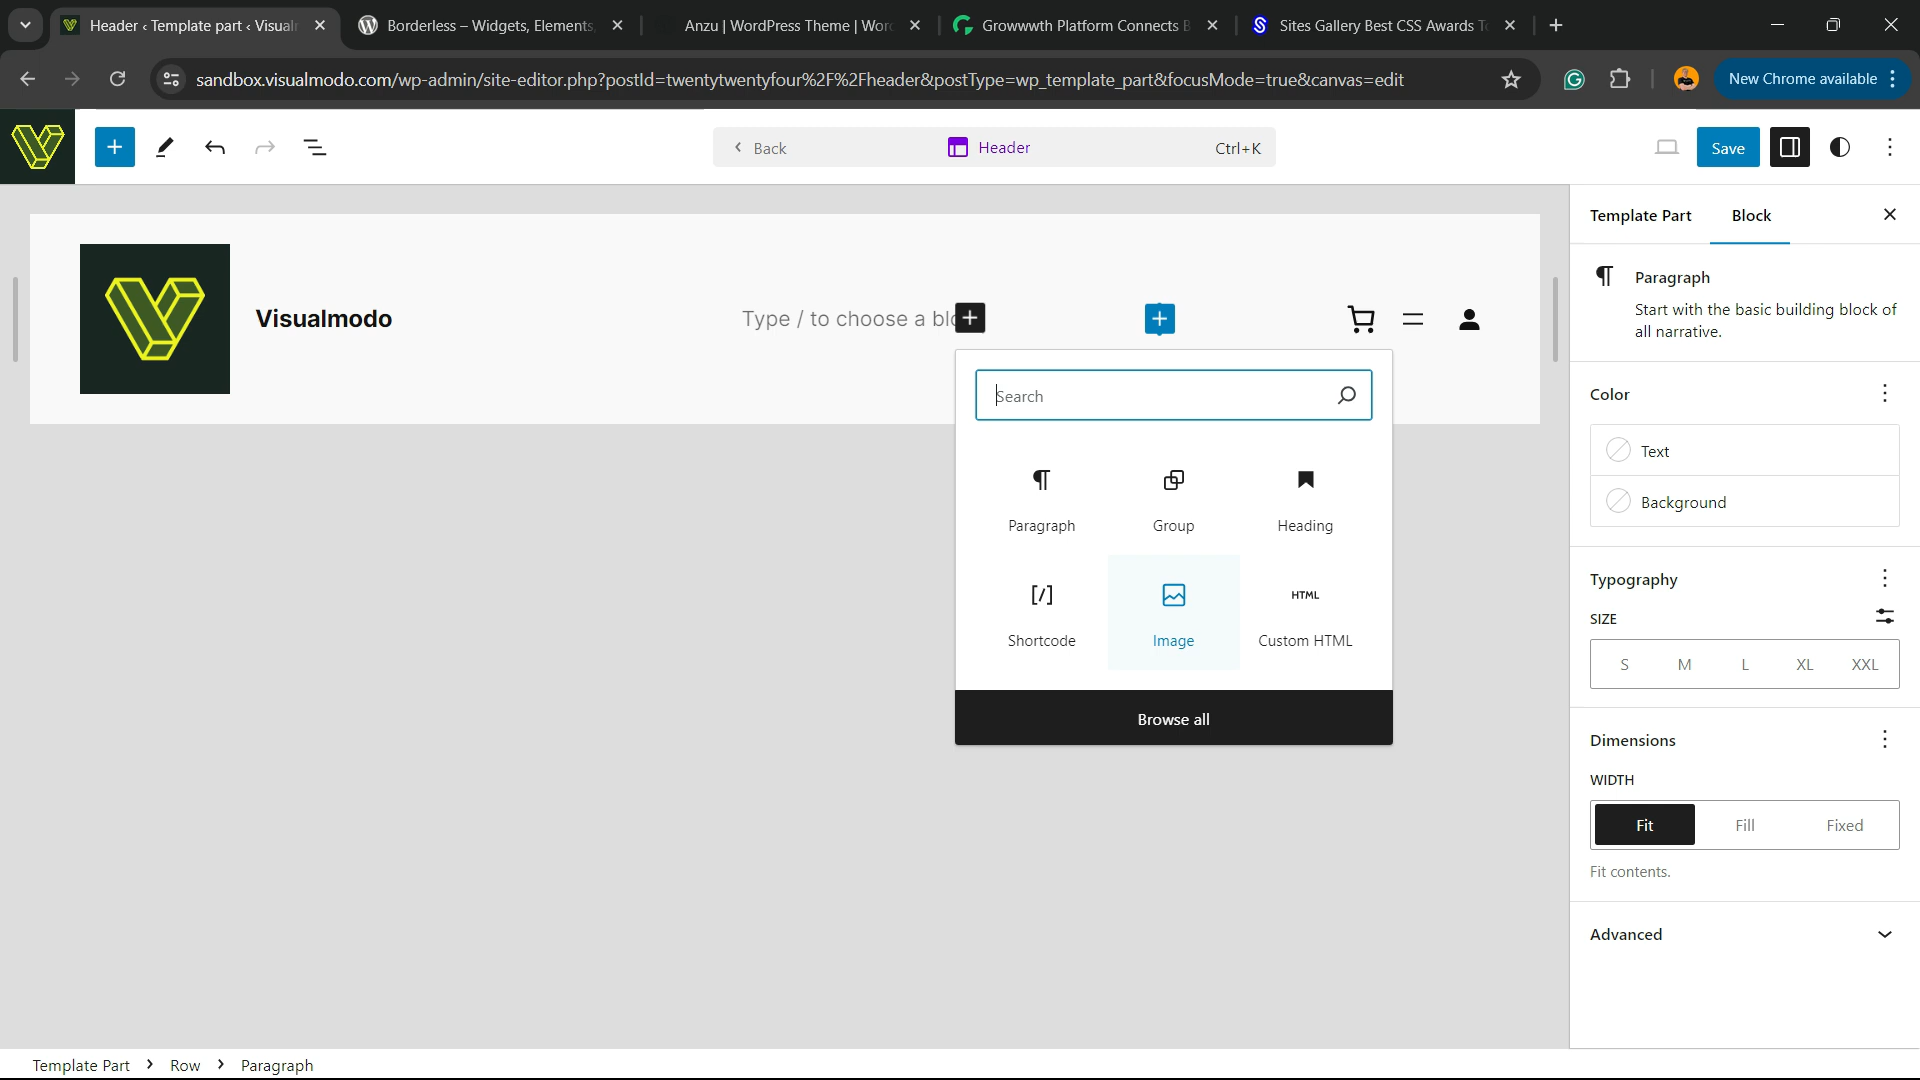 Header ‹ Template part ‹ Visual
Borderless – Widgets, Elements,
Anzu | WordPress Theme | Wor
Growwwth Platform Connects B
Sites Gallery Best CSS Awards To
sandbox.visualmodo.com/wp-admin/site-editor.php?postId=twentytwentyfour%2F%2Fheader&postType=wp_template_part&focusMode=true&canvas=edit
New Chrome available
Back
Header
Ctrl+K
Save
Template Part
Block
Visualmodo
Type / to choose a blo
Search
Paragraph
Group
Heading
Shortcode
Image
HTML
Custom HTML
Browse all
Paragraph
Start with the basic building block of
all narrative.
Color
Text
Background
Typography
SIZE
S M L XL XXL
Dimensions
WIDTH
Fit Fill Fixed
Fit contents.
Advanced
Template Part › Row › Paragraph